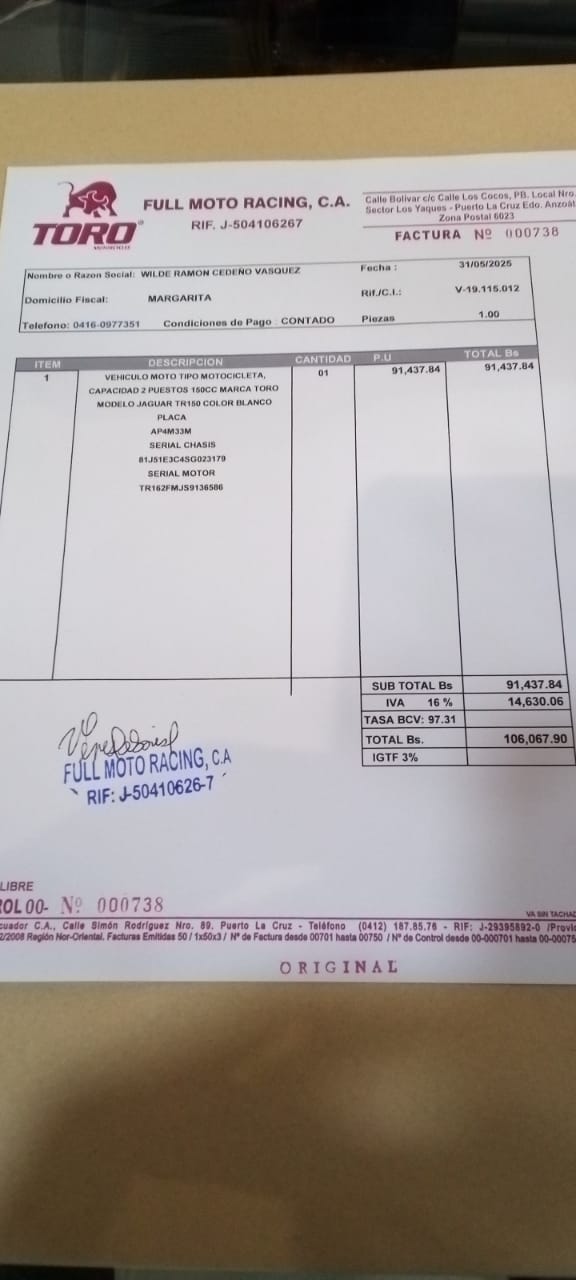 TORO
FULL MOTO RACING, C.A.
RIF. J-504106267
Calle Bolivar c/c Calle Los Cocos, PB. Local Nro.
Sector Los Yaques - Puerto La Cruz Edo. Anzoát
Zona Postal 6023
FACTURA Nº 000738
Nombre o Razon Social: WILDE RAMON CEDEÑO VASQUEZ
Fecha : 31/05/2025
Domicilio Fiscal: MARGARITA
Rif./C.I.: V-19.115.012
Telefono: 0416-0977351 Condiciones de Pago : CONTADO
Piezas 1.00
ITEM DESCRIPCION CANTIDAD P.U TOTAL Bs
1 VEHICULO MOTO TIPO MOTOCICLETA, 01 91,437.84 91,437.84
CAPACIDAD 2 PUESTOS 150CC MARCA TORO
MODELO JAGUAR TR150 COLOR BLANCO
PLACA
AP4M33M
SERIAL CHASIS
81J51E3C4SG023179
SERIAL MOTOR
TR162FMJS9136586
SUB TOTAL Bs 91,437.84
IVA 16 % 14,630.06
TASA BCV: 97.31
TOTAL Bs. 106,067.90
IGTF 3%
FULL MOTO RACING, C.A
RIF: J-50410626-7
LIBRE
ROL 00- Nº 000738
VA SIN TACHAD
cuador C.A., Calle Simón Rodríguez Nro. 89. Puerto La Cruz - Teléfono (0412) 187.85.76 - RIF: J-29395892-0 /Provid
2/2008 Región Nor-Oriental. Facturas Emitidas 50 / 1x50x3 / Nº de Factura desde 00701 hasta 00750 / Nº de Control desde 00-000701 hasta 00-00075
ORIGINAL